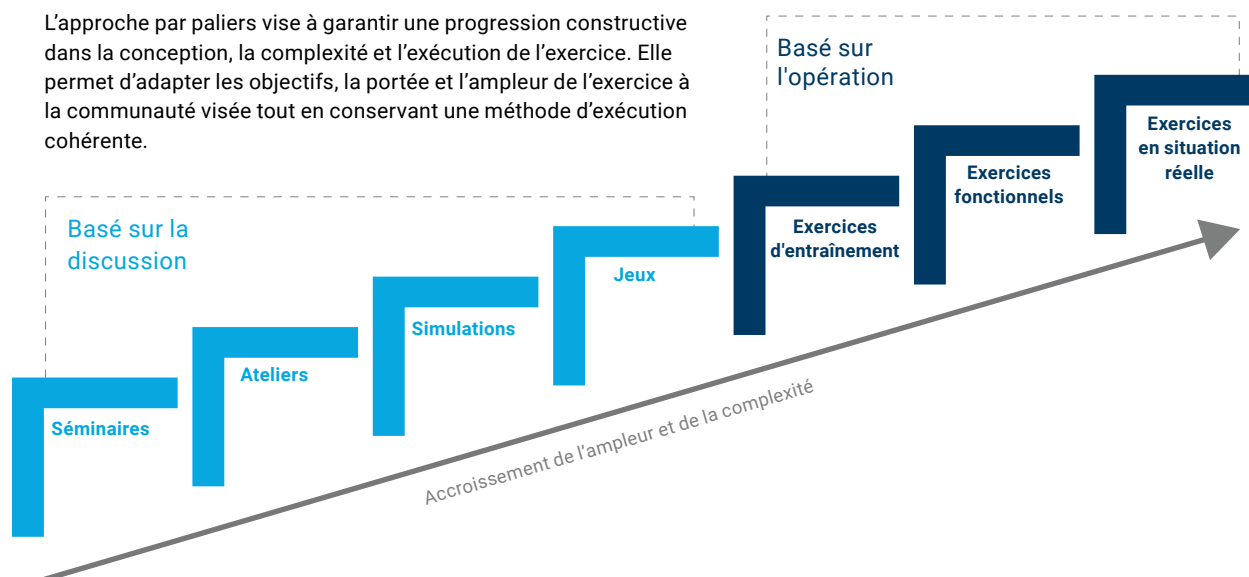 L’approche par paliers vise à garantir une progression constructive
dans la conception, la complexité et l’exécution de l’exercice. Elle
permet d’adapter les objectifs, la portée et l’ampleur de l’exercice à
la communauté visée tout en conservant une méthode d’exécution
cohérente.
Basé sur
l'opération
Exercices
en situation
réelle
Exercices
fonctionnels
Exercices
d'entraînement
Basé sur la
discussion
Jeux
Simulations
Ateliers
Séminaires
Accroissement de l’ampleur et de la complexité